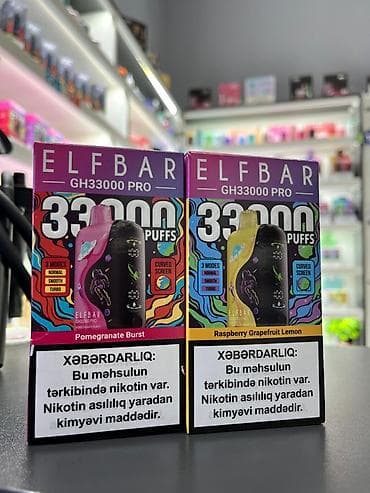 ELFBAR
GH33000 PRO
33000
PUFFS
3 MODES
NORMAL
SMOOTH
TURBO
CURVED
SCREEN
ELFBAR
Pomegranate Burst
XƏBƏRDARLIQ:
Bu məhsulun
tərkibində nikotin var.
Nikotin asılılıq yaradan
kimyəvi maddədir.
ELFBAR
GH33000 PRO
33000
PUFFS
3 MODES
NORMAL
SMOOTH
TURBO
CURVED
SCREEN
ELFBAR
Raspberry Grapefruit Lemon
XƏBƏRDARLIQ:
Bu məhsulun
tərkibində nikotin var.
Nikotin asılılıq yaradan
kimyəvi maddədir.